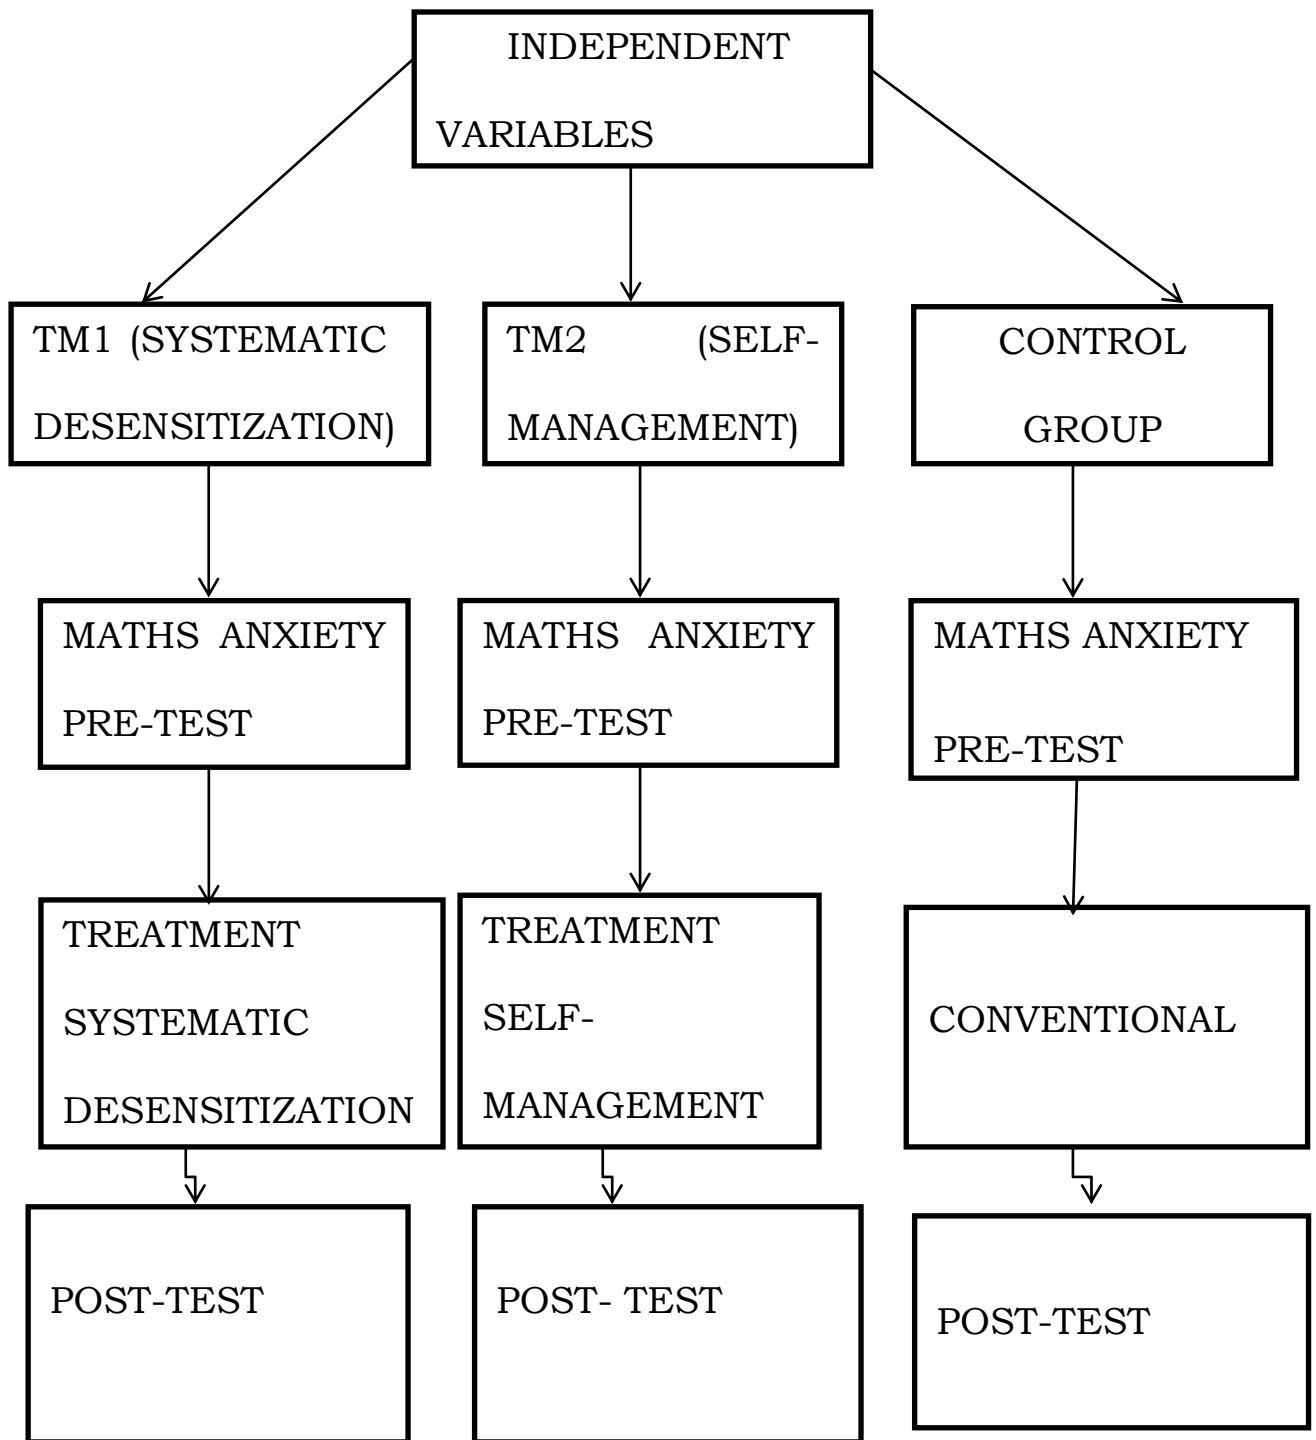 INDEPENDENT
VARIABLES
TM1 (SYSTEMATIC
DESENSITIZATION)
TM2 (SELF-
MANAGEMENT)
CONTROL
GROUP
MATHS ANXIETY
PRE-TEST
MATHS ANXIETY
PRE-TEST
MATHS ANXIETY
PRE-TEST
TREATMENT
SYSTEMATIC
DESENSITIZATION
TREATMENT
SELF-
MANAGEMENT
CONVENTIONAL
POST-TEST
POST- TEST
POST-TEST